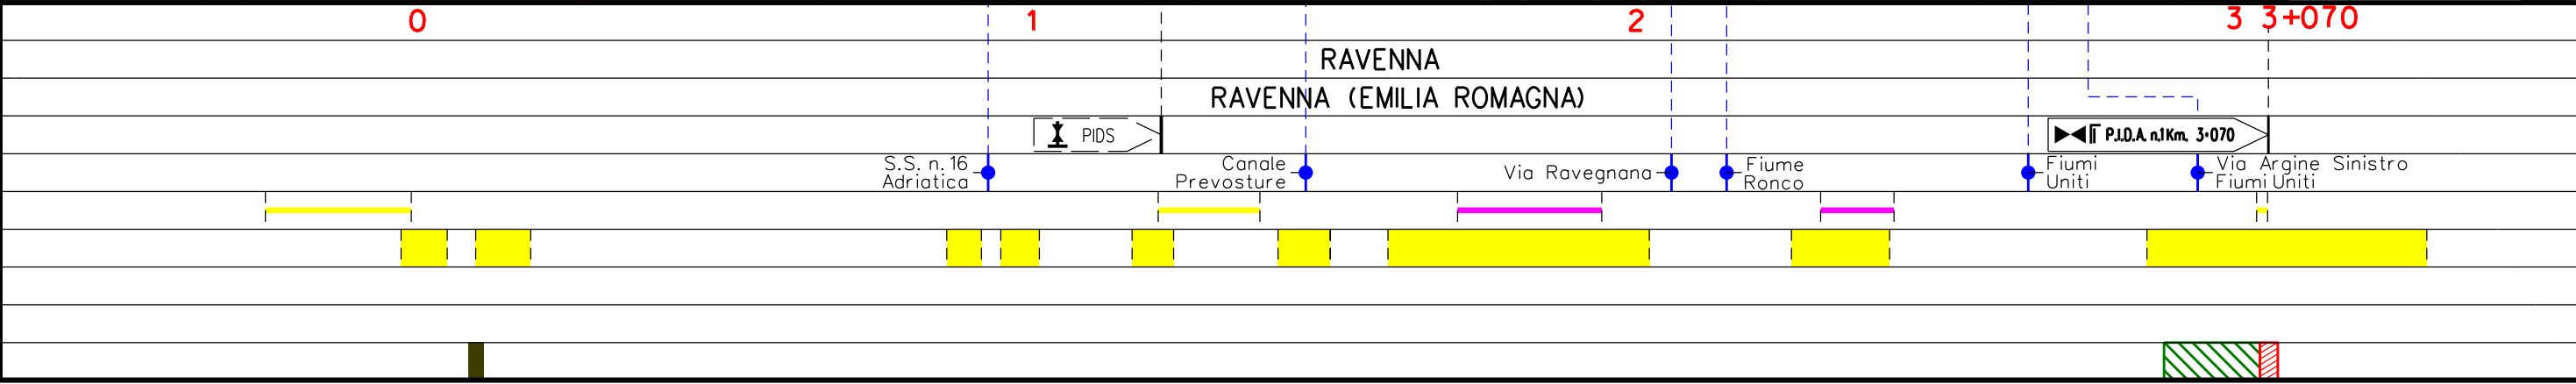 0 1 2 3 3+070
RAVENNA
RAVENNA (EMILIA ROMAGNA)
PIDS
P.I.D.A. n.1 Km. 3+070
S.S. n. 16
Adriatica
Canale
Prevosture
Via Ravegnana
Fiume
Ronco
Fiumi
Uniti
Via Argine Sinistro
Fiumi Uniti